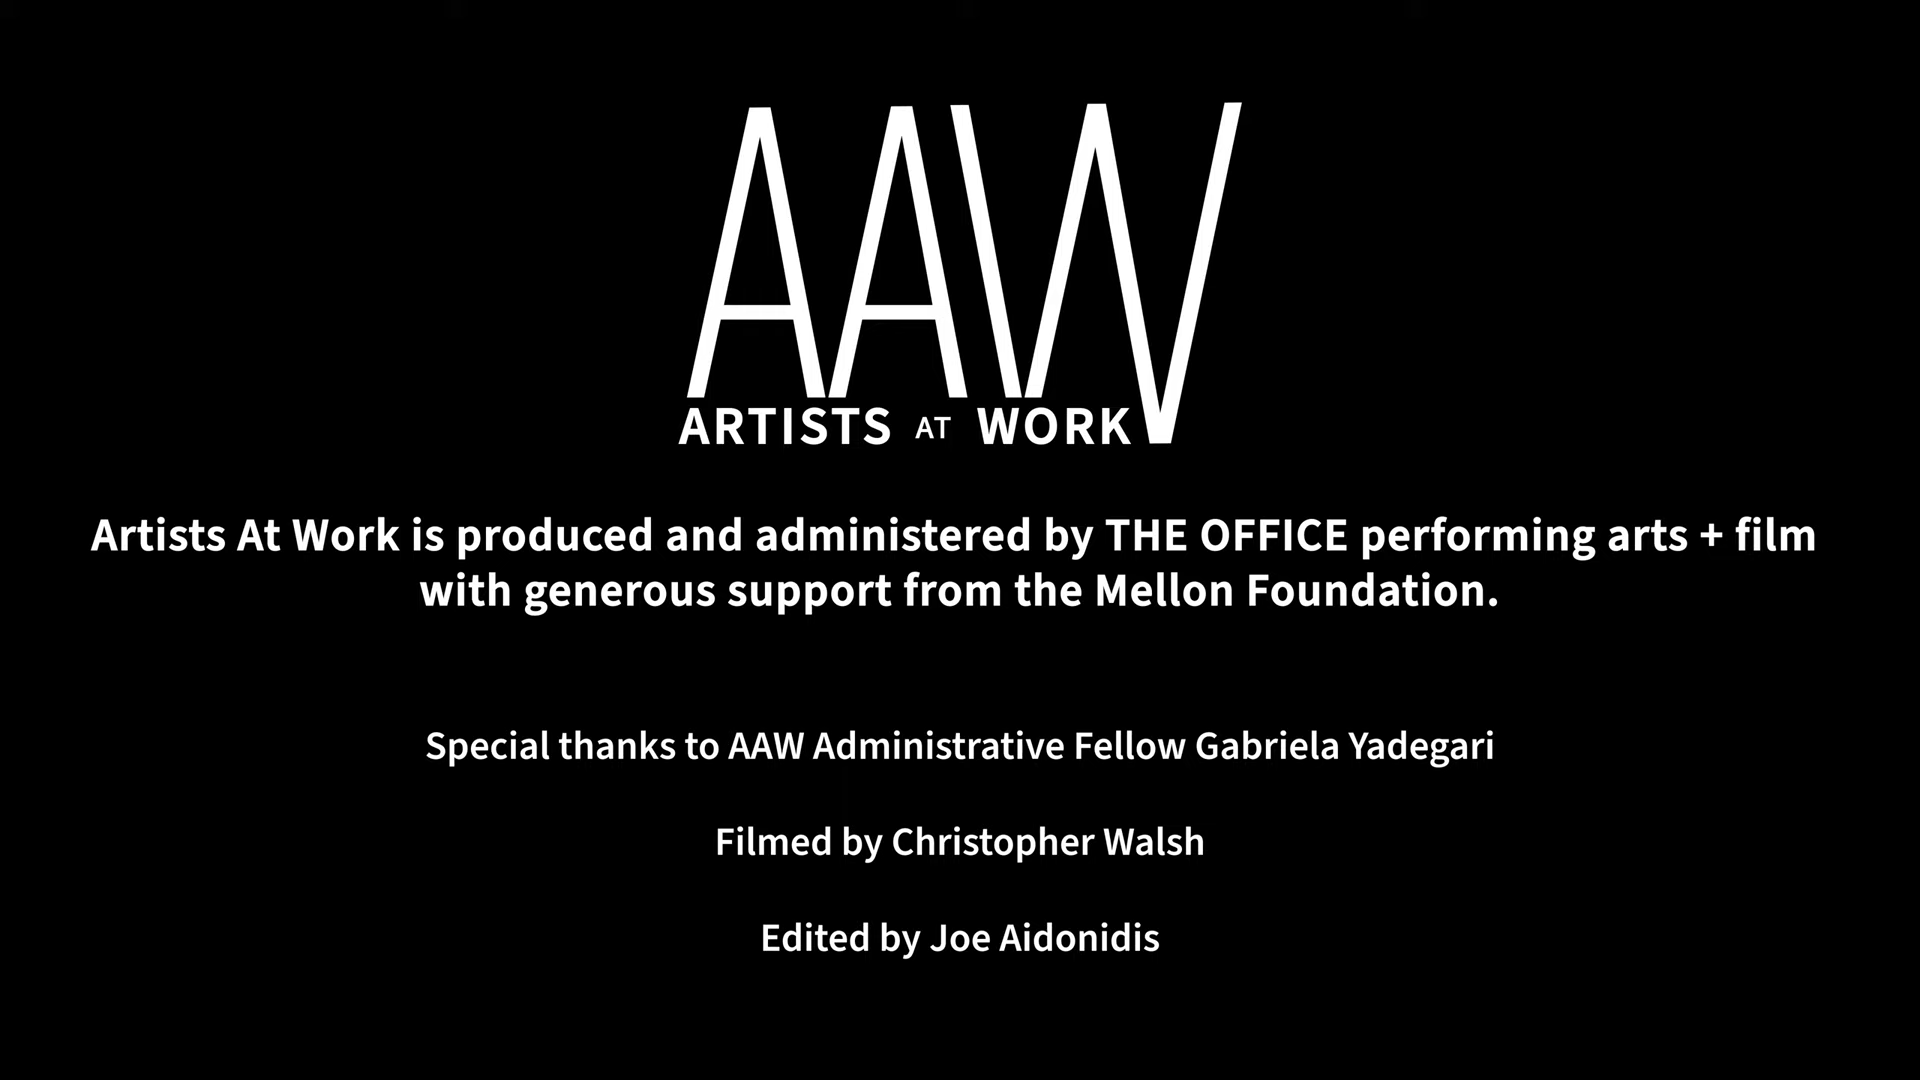 AAW
ARTISTS AT WORK
Artists At Work is produced and administered by THE OFFICE performing arts + film
with generous support from the Mellon Foundation.
Special thanks to AAW Administrative Fellow Gabriela Yadegari
Filmed by Christopher Walsh
Edited by Joe Aidonidis